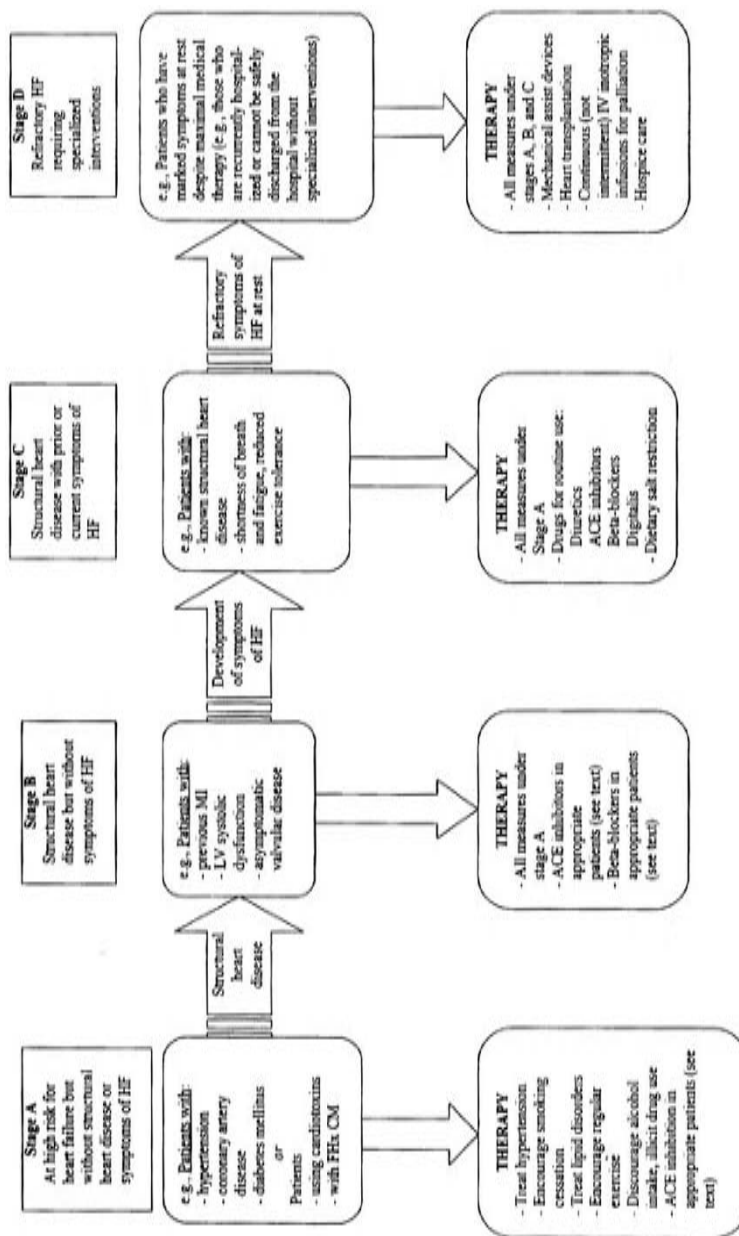 Stage A
At high risk for
heart failure but
without structural
heart disease or
symptoms of HF
e.g., Patients with:
- hypertension
- coronary artery
disease
- diabetes mellitus
or
Patients
- using cardiotoxins
- with FHx CM
THERAPY
- Treat hypertension
- Encourage smoking
cessation
- Treat lipid disorders
- Encourage regular
exercise
- Discourage alcohol
intake, illicit drug use
- ACE inhibition in
appropriate patients (see
text)
Structural
heart
disease
Stage B
Structural heart
disease but without
symptoms of HF
e.g., Patients with:
- previous MI
- LV systolic
dysfunction
- asymptomatic
valvular disease
THERAPY
- All measures under
stage A
- ACE inhibitors in
appropriate
patients (see text)
- Beta-blockers in
appropriate patients
(see text)
Development
of symptoms
of HF
Stage C
Structural heart
disease with prior or
current symptoms of
HF
e.g., Patients with:
- known structural heart
disease
- shortness of breath
and fatigue, reduced
exercise tolerance
THERAPY
- All measures under
Stage A
- Drugs for routine use:
Diuretics
ACE inhibitors
Beta-blockers
Digitalis
- Dietary salt restriction
Refractory
symptoms of
HF at rest
Stage D
Refractory HF
requiring
specialized
interventions
e.g., Patients who have
marked symptoms at rest
despite maximal medical
therapy (e.g., those who
are recurrently hospital-
ized or cannot be safely
discharged from the
hospital without
specialized interventions)
THERAPY
- All measures under
stages A, B, and C
- Mechanical assist devices
- Heart transplantation
- Continuous (not
intermittent) IV inotropic
infusions for palliation
- Hospice care